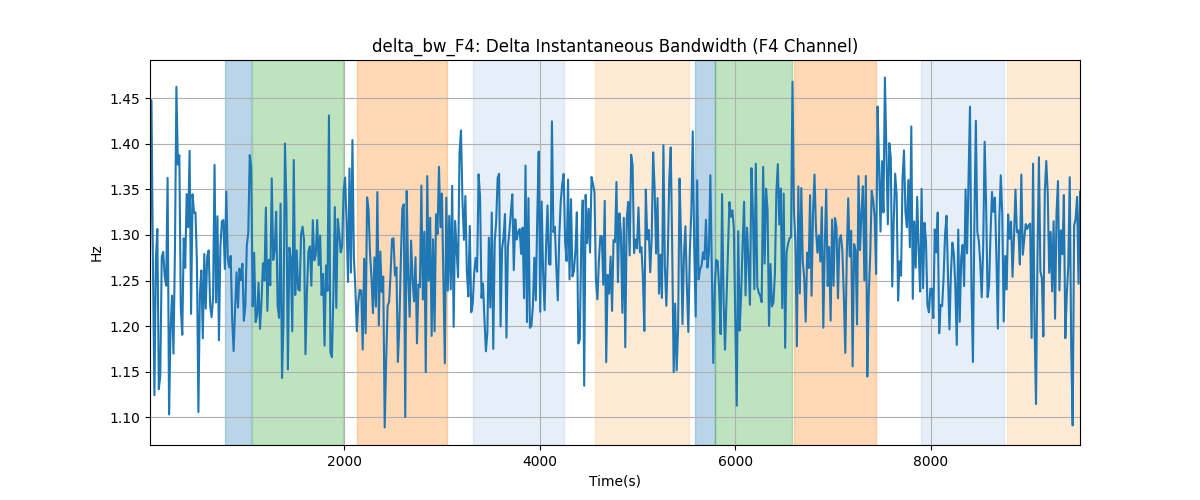 delta_bw_F4: Delta Instantaneous Bandwidth (F4 Channel)
Hz
1.45
1.40
1.35
1.30
1.25
1.20
1.15
1.10
2000 4000 6000 8000
Time(s)